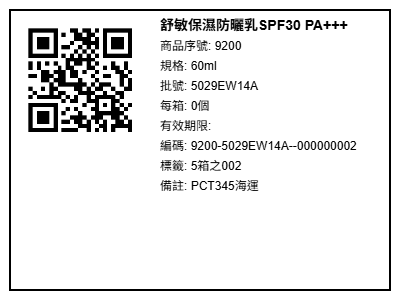 舒敏保濕防曬乳SPF30 PA+++
商品序號: 9200
規格: 60ml
批號: 5029EW14A
每箱: 0個
有效期限:
編碼: 9200-5029EW14A--000000002
標籤: 5箱之002
備註: PCT345海運